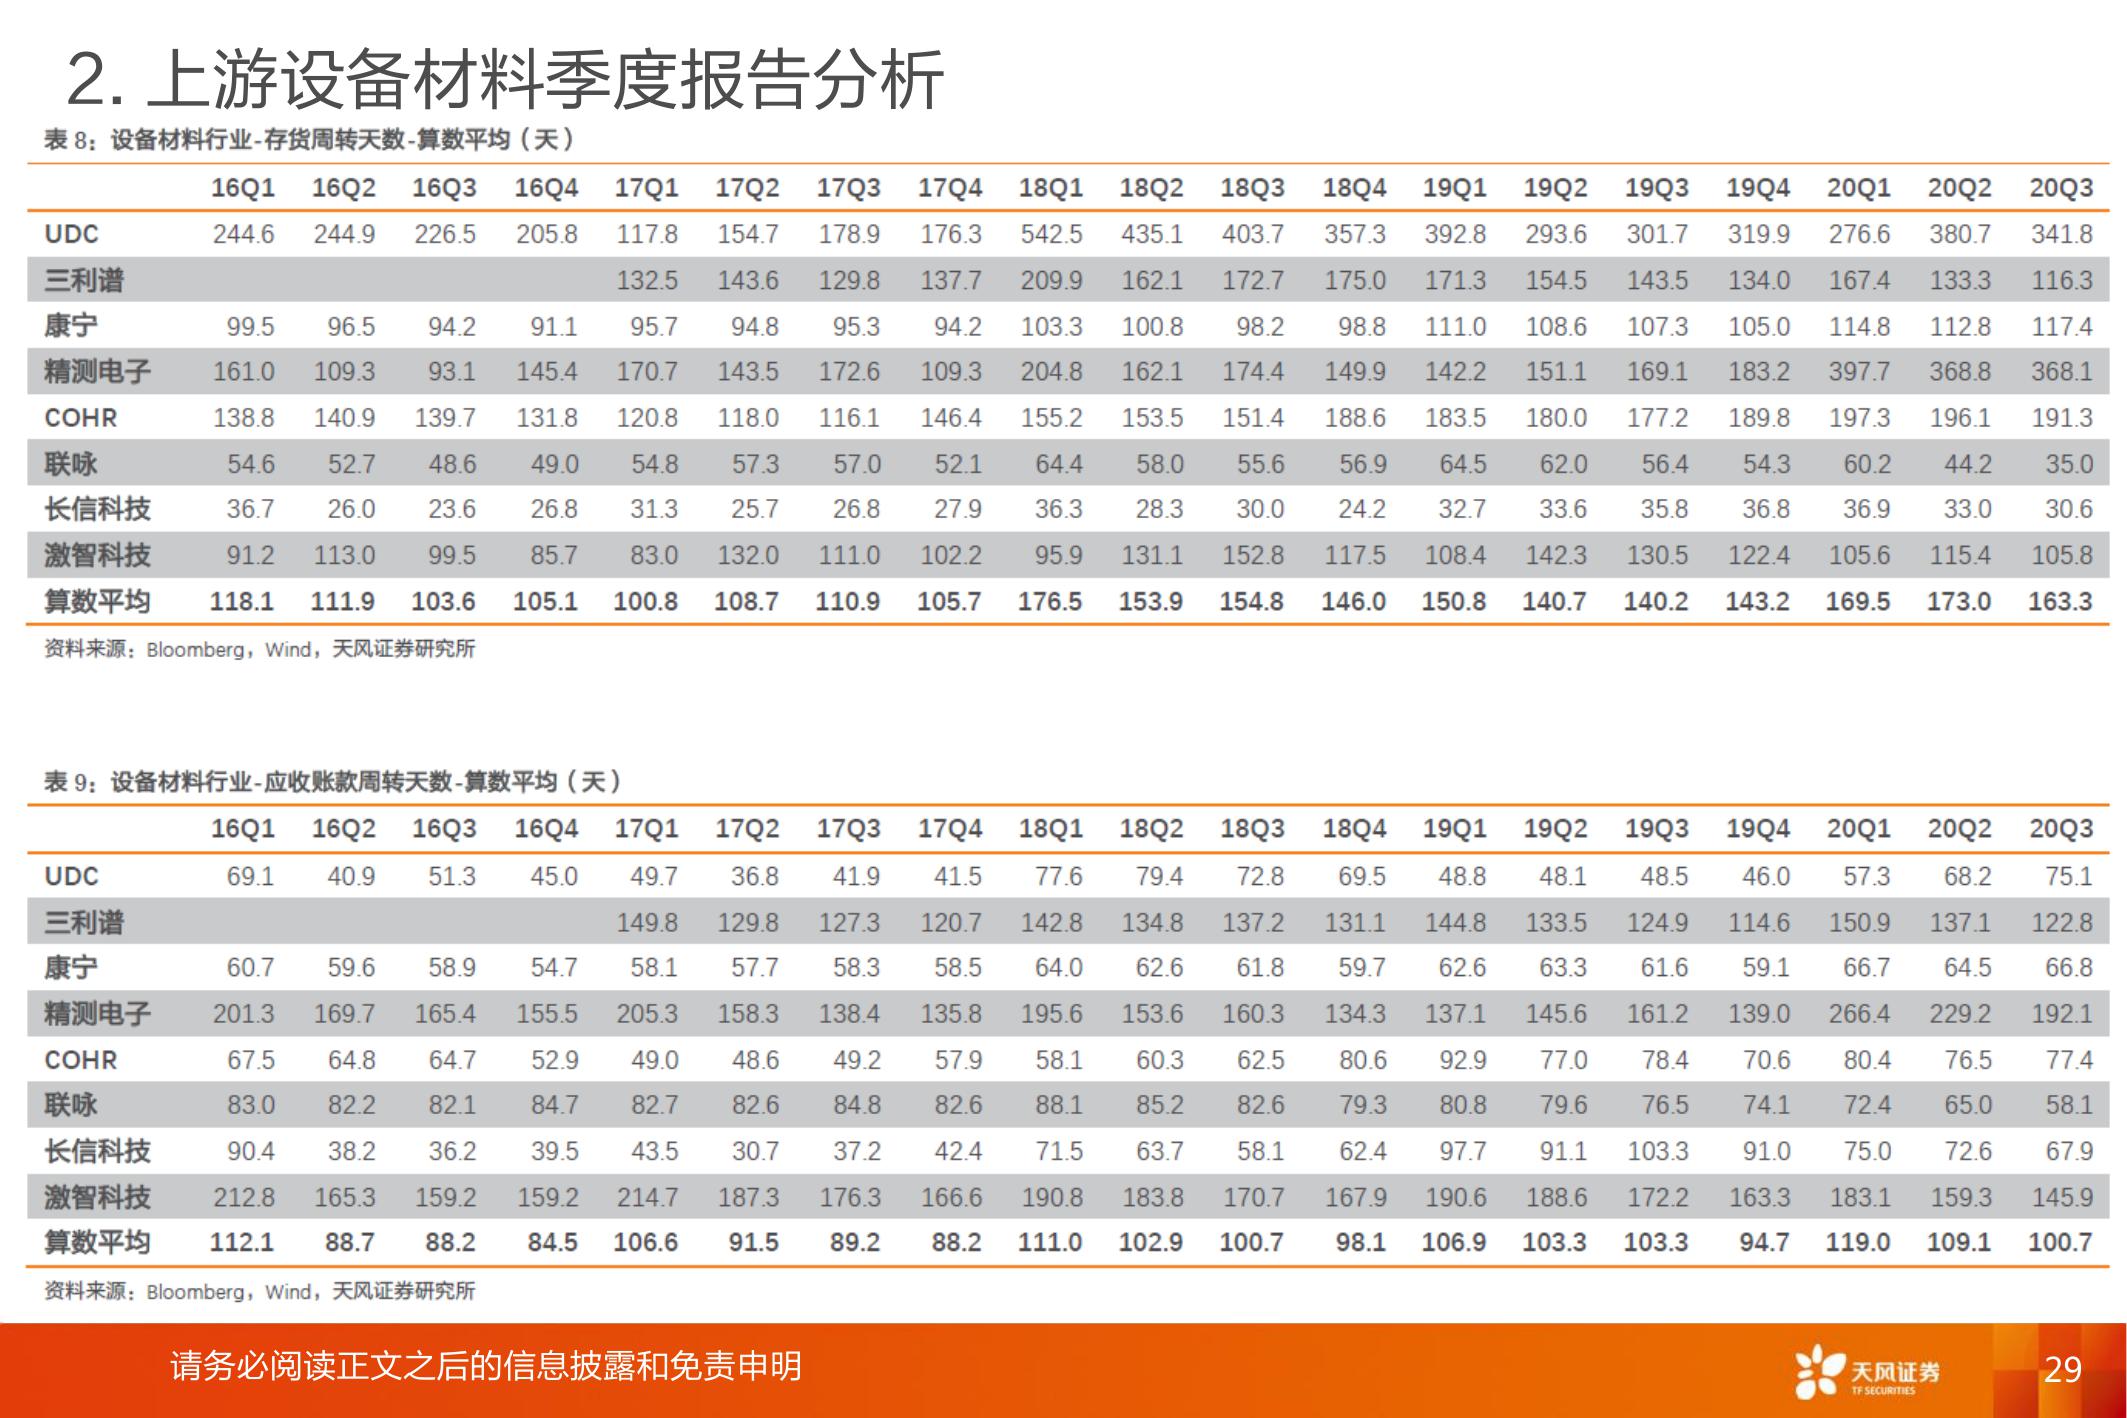 2. 上游设备材料季度报告分析
表 8：设备材料行业-存货周转天数-算数平均（天）
16Q1 16Q2 16Q3 16Q4 17Q1 17Q2 17Q3 17Q4 18Q1 18Q2 18Q3 18Q4 19Q1 19Q2 19Q3 19Q4 20Q1 20Q2 20Q3
UDC 244.6 244.9 226.5 205.8 117.8 154.7 178.9 176.3 542.5 435.1 403.7 357.3 392.8 293.6 301.7 319.9 276.6 380.7 341.8
三利谱 132.5 143.6 129.8 137.7 209.9 162.1 172.7 175.0 171.3 154.5 143.5 134.0 167.4 133.3 116.3
康宁 99.5 96.5 94.2 91.1 95.7 94.8 95.3 94.2 103.3 100.8 98.2 98.8 111.0 108.6 107.3 105.0 114.8 112.8 117.4
精测电子 161.0 109.3 93.1 145.4 170.7 143.5 172.6 109.3 204.8 162.1 174.4 149.9 142.2 151.1 169.1 183.2 397.7 368.8 368.1
COHR 138.8 140.9 139.7 131.8 120.8 118.0 116.1 146.4 155.2 153.5 151.4 188.6 183.5 180.0 177.2 189.8 197.3 196.1 191.3
联咏 54.6 52.7 48.6 49.0 54.8 57.3 57.0 52.1 64.4 58.0 55.6 56.9 64.5 62.0 56.4 54.3 60.2 44.2 35.0
长信科技 36.7 26.0 23.6 26.8 31.3 25.7 26.8 27.9 36.3 28.3 30.0 24.2 32.7 33.6 35.8 36.8 36.9 33.0 30.6
激智科技 91.2 113.0 99.5 85.7 83.0 132.0 111.0 102.2 95.9 131.1 152.8 117.5 108.4 142.3 130.5 122.4 105.6 115.4 105.8
算数平均 118.1 111.9 103.6 105.1 100.8 108.7 110.9 105.7 176.5 153.9 154.8 146.0 150.8 140.7 140.2 143.2 169.5 173.0 163.3
资料来源：Bloomberg，Wind，天风证券研究所
表 9：设备材料行业-应收账款周转天数-算数平均（天）
16Q1 16Q2 16Q3 16Q4 17Q1 17Q2 17Q3 17Q4 18Q1 18Q2 18Q3 18Q4 19Q1 19Q2 19Q3 19Q4 20Q1 20Q2 20Q3
UDC 69.1 40.9 51.3 45.0 49.7 36.8 41.9 41.5 77.6 79.4 72.8 69.5 48.8 48.1 48.5 46.0 57.3 68.2 75.1
三利谱 149.8 129.8 127.3 120.7 142.8 134.8 137.2 131.1 144.8 133.5 124.9 114.6 150.9 137.1 122.8
康宁 60.7 59.6 58.9 54.7 58.1 57.7 58.3 58.5 64.0 62.6 61.8 59.7 62.6 63.3 61.6 59.1 66.7 64.5 66.8
精测电子 201.3 169.7 165.4 155.5 205.3 158.3 138.4 135.8 195.6 153.6 160.3 134.3 137.1 145.6 161.2 139.0 266.4 229.2 192.1
COHR 67.5 64.8 64.7 52.9 49.0 48.6 49.2 57.9 58.1 60.3 62.5 80.6 92.9 77.0 78.4 70.6 80.4 76.5 77.4
联咏 83.0 82.2 82.1 84.7 82.7 82.6 84.8 82.6 88.1 85.2 82.6 79.3 80.8 79.6 76.5 74.1 72.4 65.0 58.1
长信科技 90.4 38.2 36.2 39.5 43.5 30.7 37.2 42.4 71.5 63.7 58.1 62.4 97.7 91.1 103.3 91.0 75.0 72.6 67.9
激智科技 212.8 165.3 159.2 159.2 214.7 187.3 176.3 166.6 190.8 183.8 170.7 167.9 190.6 188.6 172.2 163.3 183.1 159.3 145.9
算数平均 112.1 88.7 88.2 84.5 106.6 91.5 89.2 88.2 111.0 102.9 100.7 98.1 106.9 103.3 103.3 94.7 119.0 109.1 100.7
资料来源：Bloomberg，Wind，天风证券研究所
请务必阅读正文之后的信息披露和免责申明
天风证券
TF SECURITIES
29